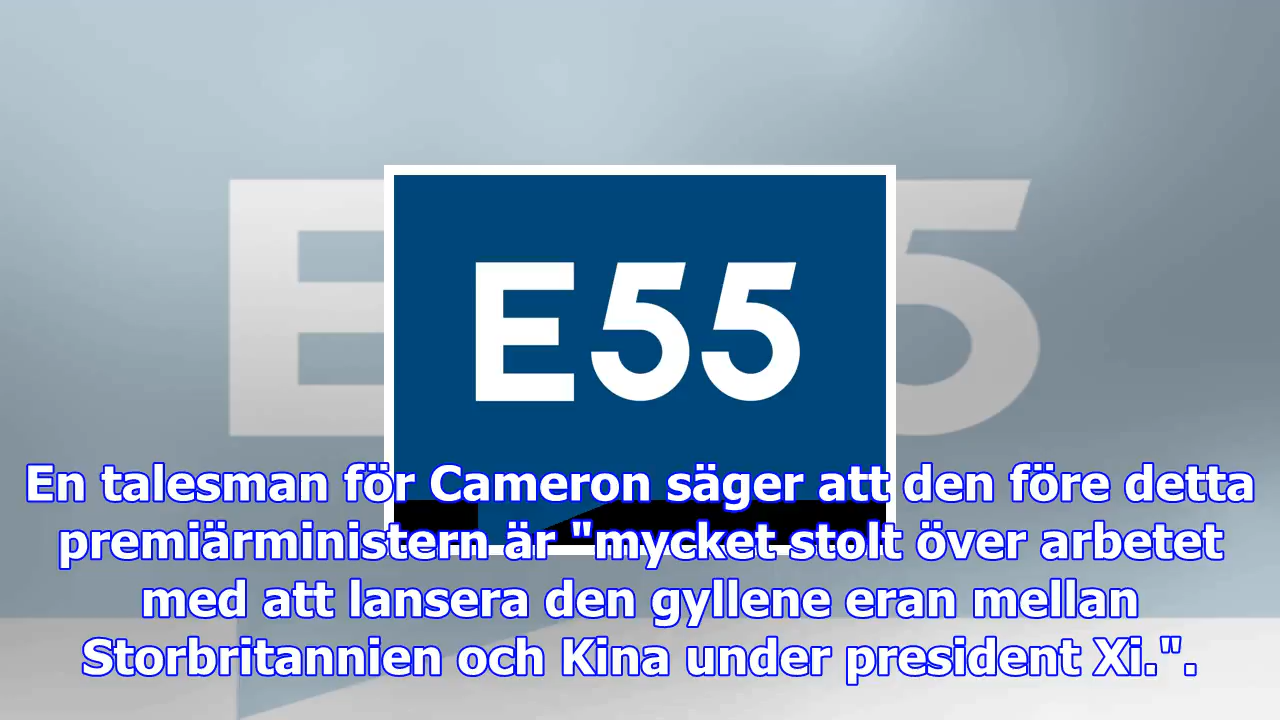 E55
E55
En talesman för Cameron säger att den före detta
premiärministern är "mycket stolt över arbetet
med att lansera den gyllene eran mellan
Storbritannien och Kina under president Xi.".